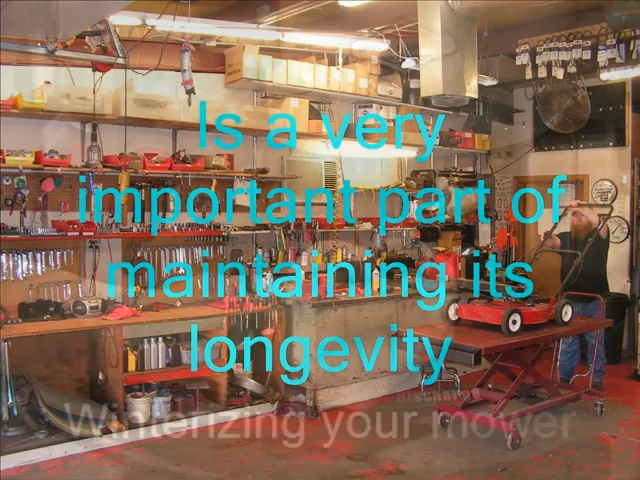 Is a very
important part of
maintaining its
longevity
Winterizing your mower